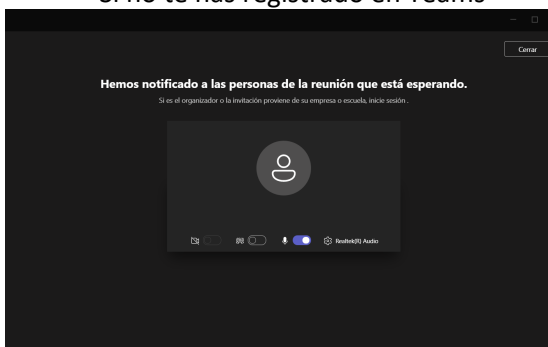 Si no te has registrado en Teams
Cerrar
Hemos notificado a las personas de la reunión que está esperando.
Si es el organizador o la invitación proviene de su empresa o escuela, inicie sesión .
Realtek(R) Audio